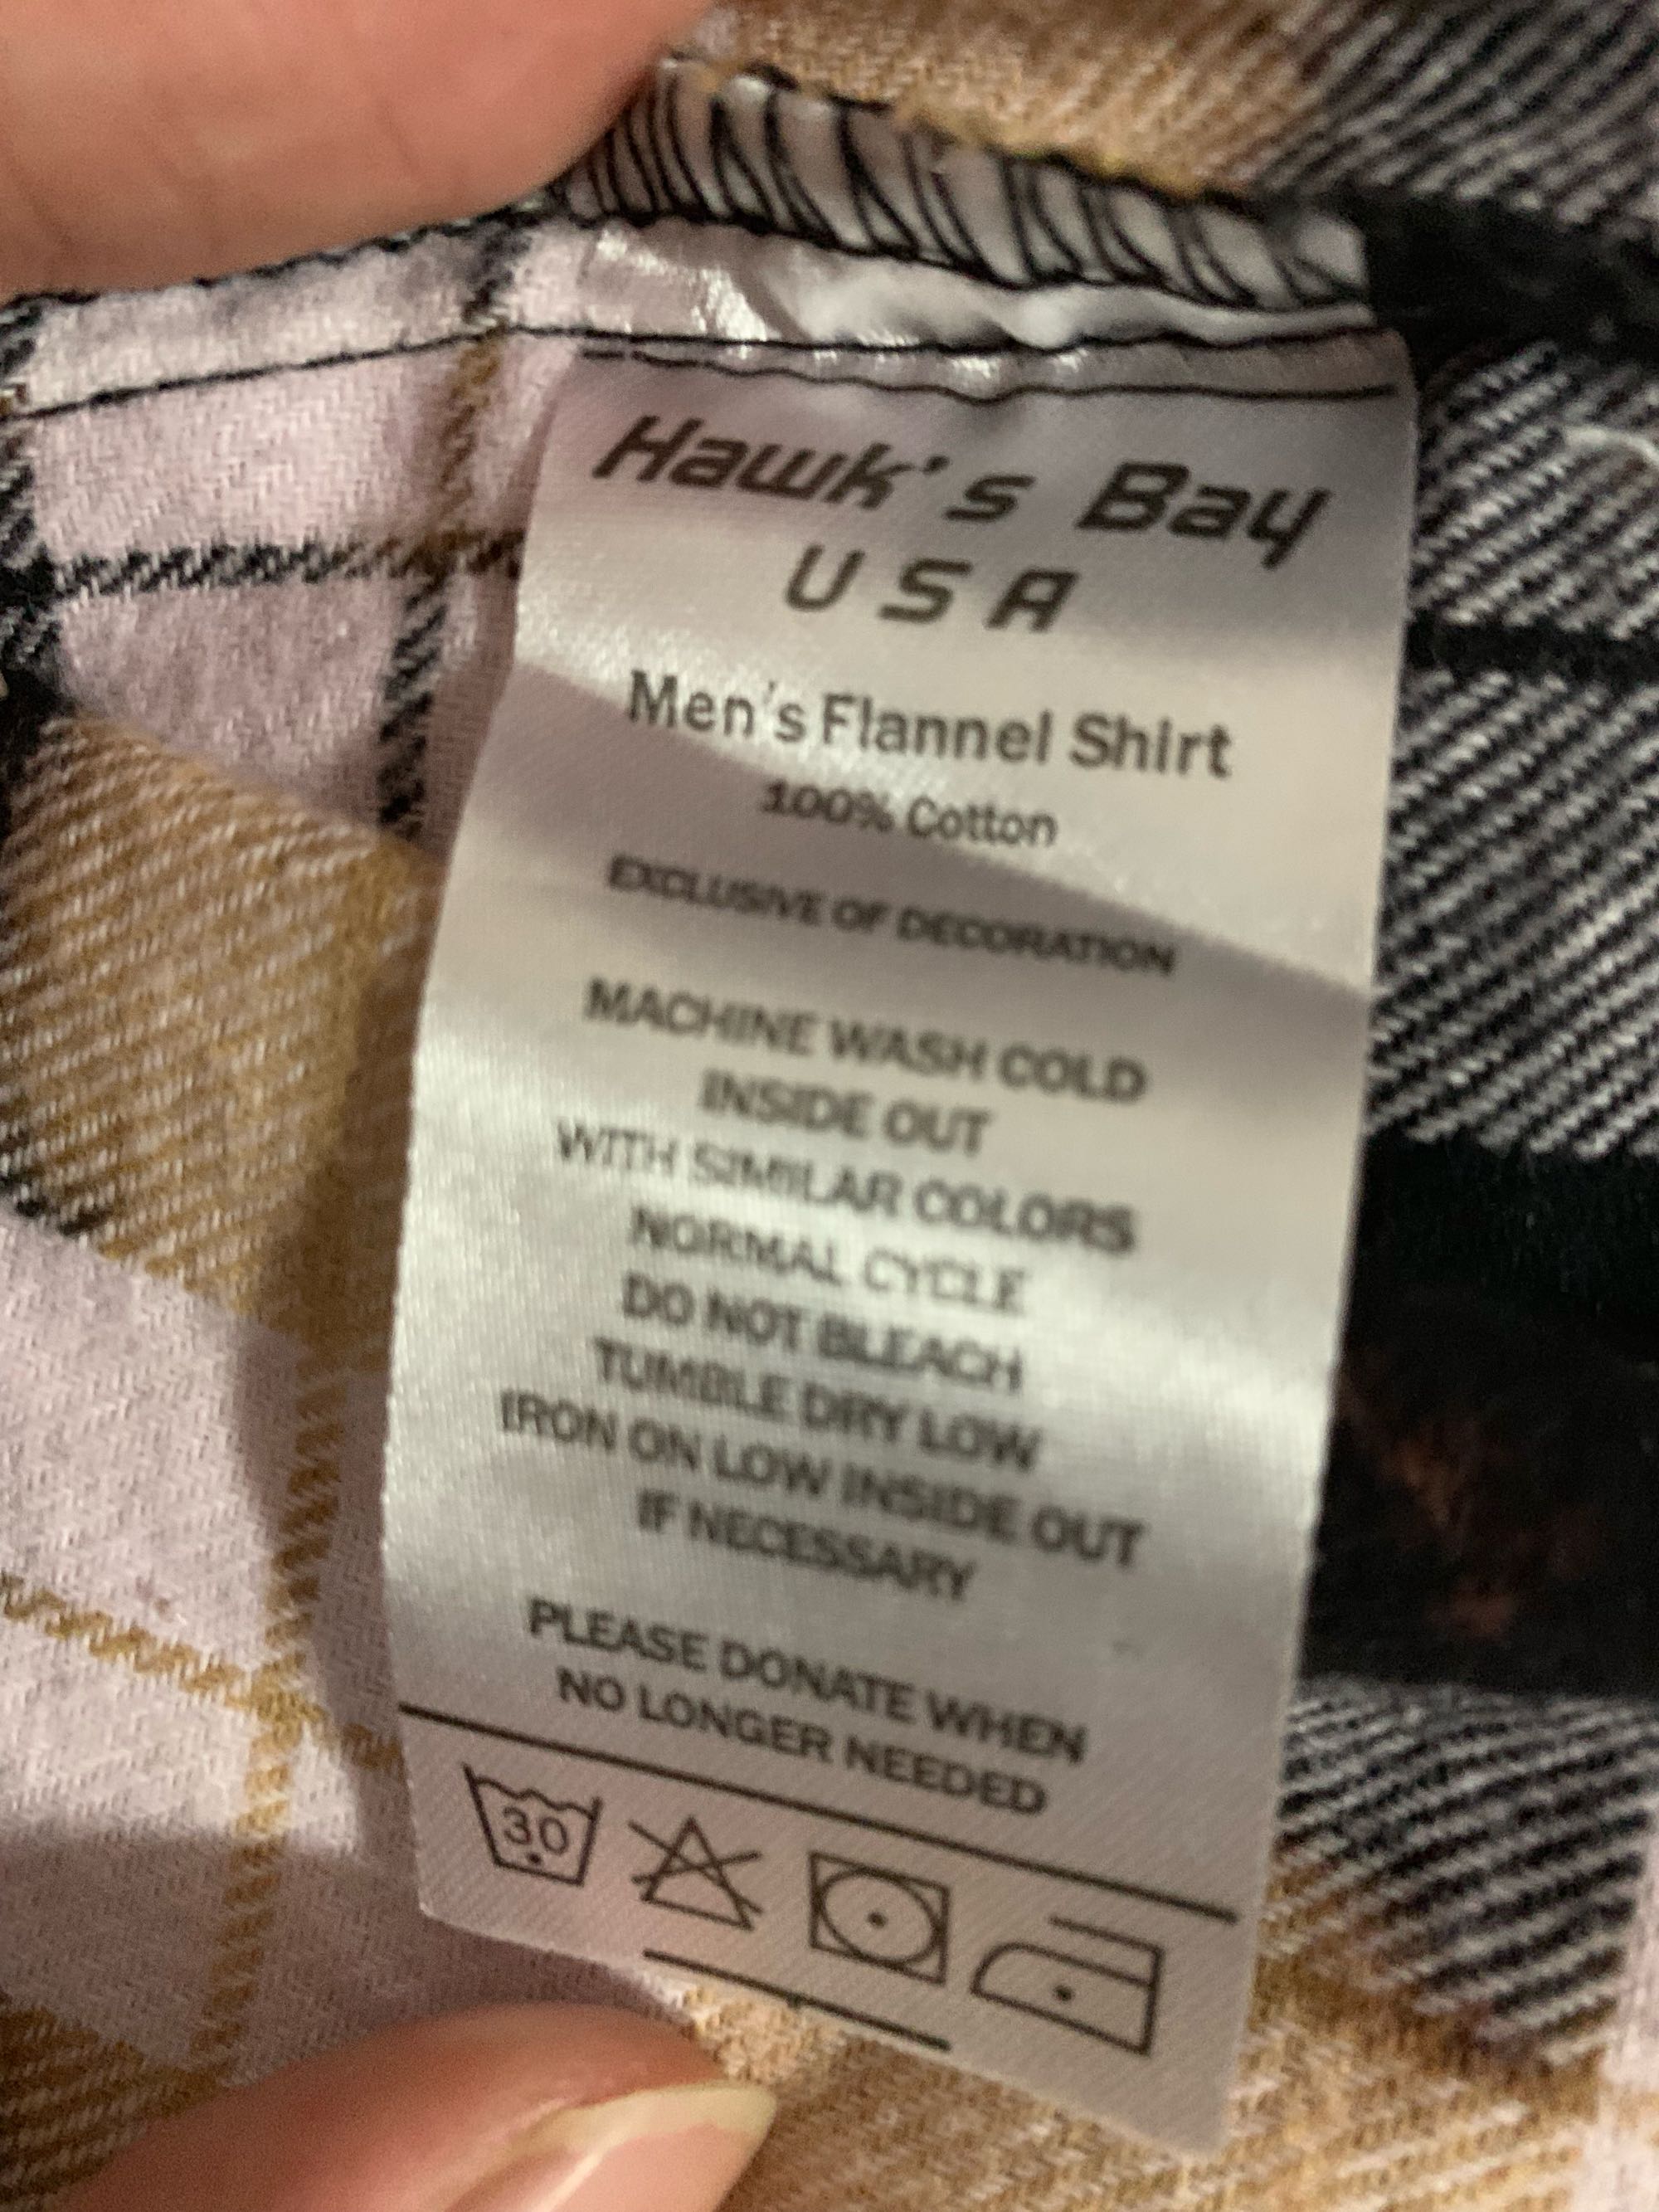 Hawk's Bay
USA
Men's Flannel Shirt
100% Cotton
EXCLUSIVE OF DECORATION
MACHINE WASH COLD
INSIDE OUT
WITH SIMILAR COLORS
NORMAL CYCLE
DO NOT BLEACH
TUMBLE DRY LOW
IRON ON LOW INSIDE OUT
IF NECESSARY
PLEASE DONATE WHEN
NO LONGER NEEDED
30